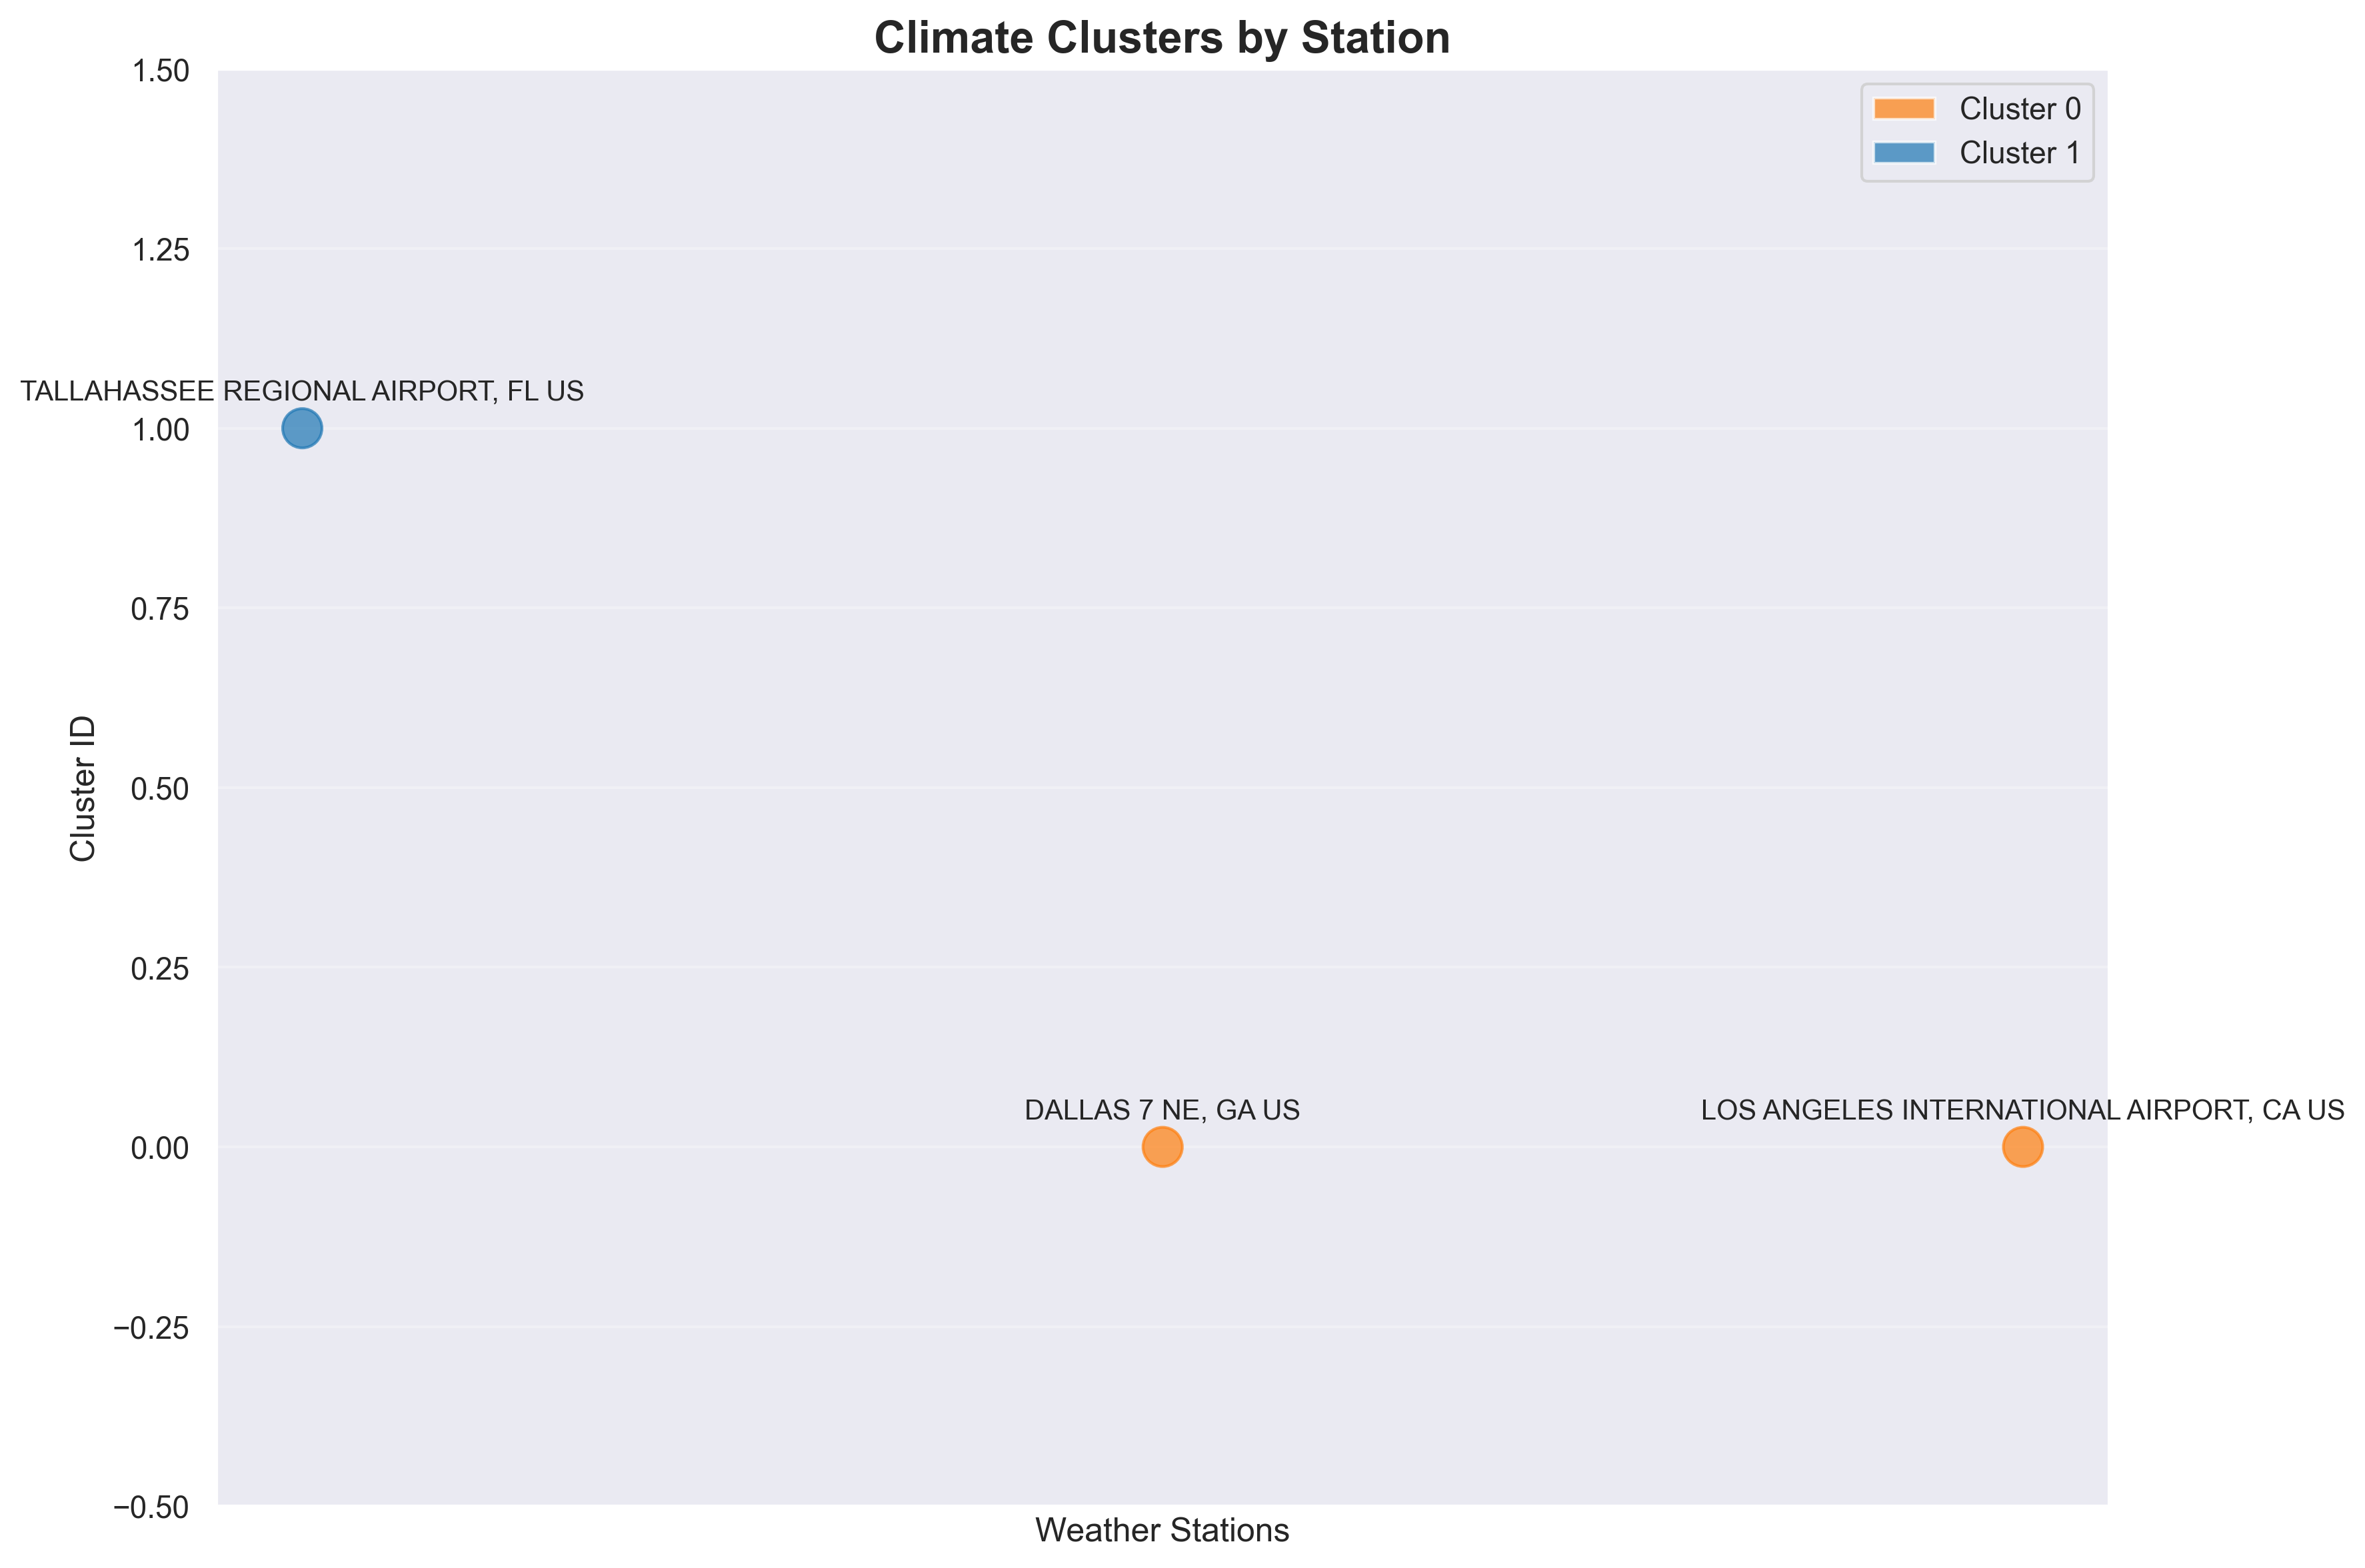 Climate Clusters by Station
1.50
Cluster 0
Cluster 1
1.25
TALLAHASSEE REGIONAL AIRPORT, FL US
1.00
0.75
Cluster ID
0.50
0.25
DALLAS 7 NE, GA US
LOS ANGELES INTERNATIONAL AIRPORT, CA US
0.00
−0.25
−0.50
Weather Stations